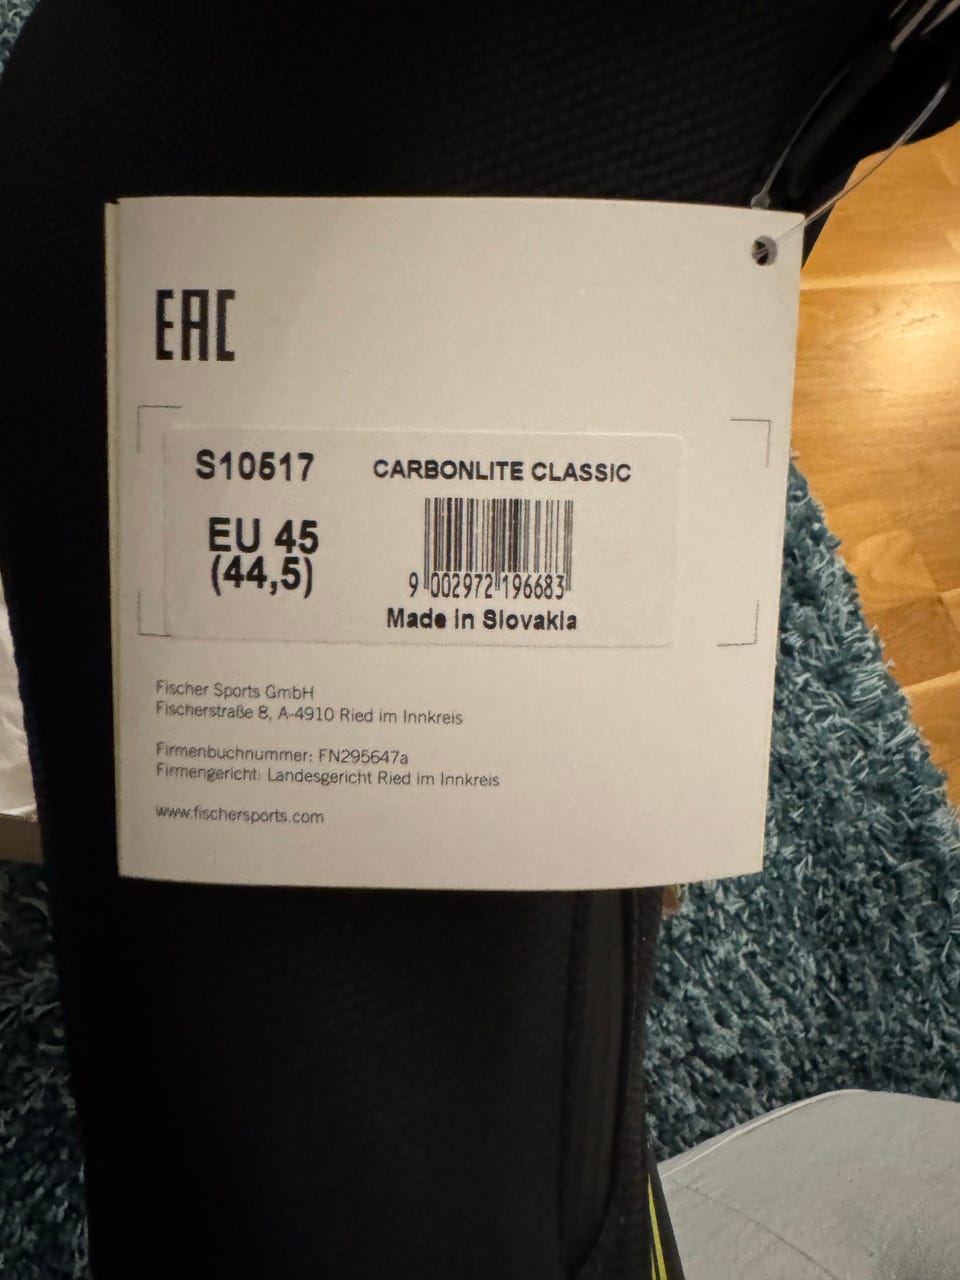 EAC
S10517
CARBONLITE CLASSIC
EU 45
(44,5)
9 002972 196683
Made in Slovakia
Fischer Sports GmbH
Fischerstraße 8, A-4910 Ried im Innkreis
Firmenbuchnummer: FN295647a
Firmengericht: Landesgericht Ried im Innkreis
www.fischersports.com